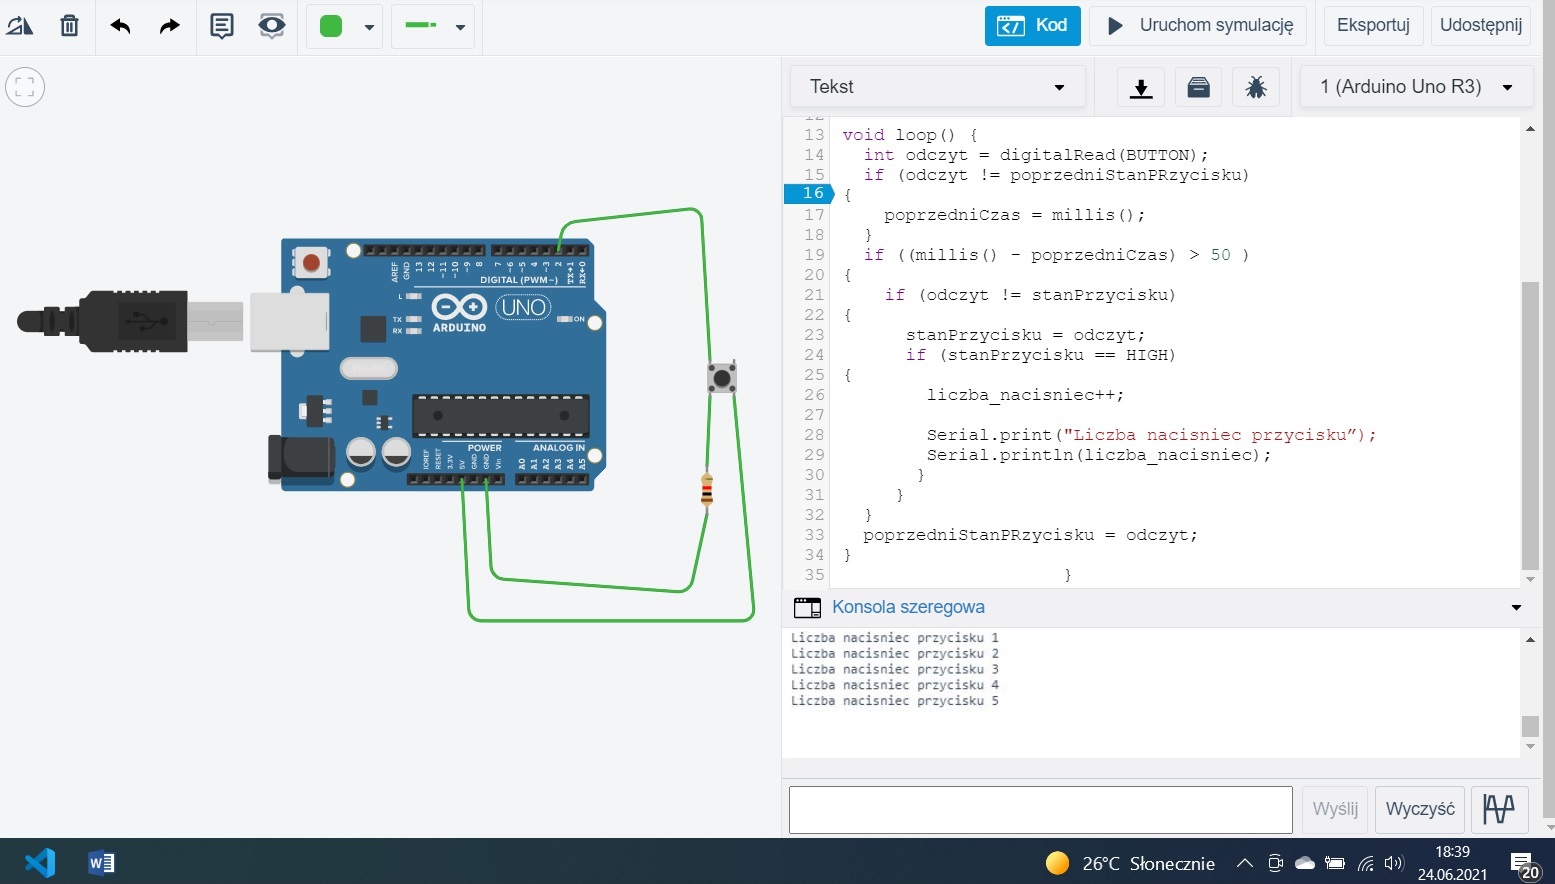 Kod
Uruchom symulację
Eksportuj
Udostępnij
Tekst
1 (Arduino Uno R3)
12
13 void loop() {
14 int odczyt = digitalRead(BUTTON);
15 if (odczyt != poprzedniStanPRzycisku)
16 {
17 poprzedniCzas = millis();
18 }
19 if ((millis() - poprzedniCzas) > 50 )
20 {
21 if (odczyt != stanPrzycisku)
22 {
23 stanPrzycisku = odczyt;
24 if (stanPrzycisku == HIGH)
25 {
26 liczba_nacisniec++;
27
28 Serial.print("Liczba nacisniec przycisku”);
29 Serial.println(liczba_nacisniec);
30 }
31 }
32 }
33 poprzedniStanPRzycisku = odczyt;
34 }
35 }
AREF
GND
13
12
~11
~10
~9
8
7
~6
~5
4
~3
2
TX→1
RX←0
DIGITAL (PWM~)
L
TX
RX
ARDUINO
UNO
ON
POWER
ANALOG IN
IOREF
RESET
3.3V
5V
GND
GND
Vin
A0
A1
A2
A3
A4
A5
Konsola szeregowa
Liczba nacisniec przycisku 1
Liczba nacisniec przycisku 2
Liczba nacisniec przycisku 3
Liczba nacisniec przycisku 4
Liczba nacisniec przycisku 5
Wyślij
Wyczyść
26°C Słonecznie
18:39
24.06.2021
20